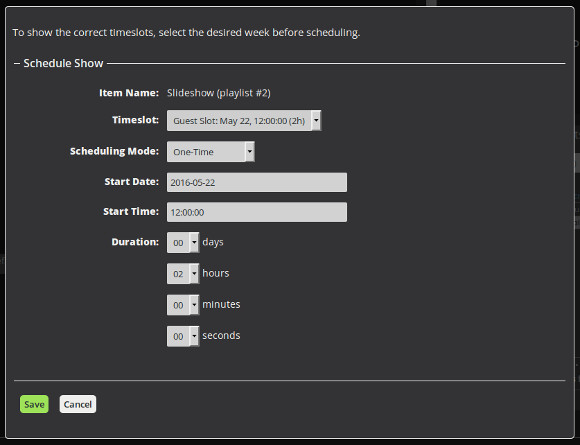 To show the correct timeslots, select the desired week before scheduling.
Schedule Show
Item Name: Slideshow (playlist #2)
Timeslot: Guest Slot: May 22, 12:00:00 (2h)
Scheduling Mode: One-Time
Start Date: 2016-05-22
Start Time: 12:00:00
Duration: 00 days
02 hours
00 minutes
00 seconds
Save Cancel